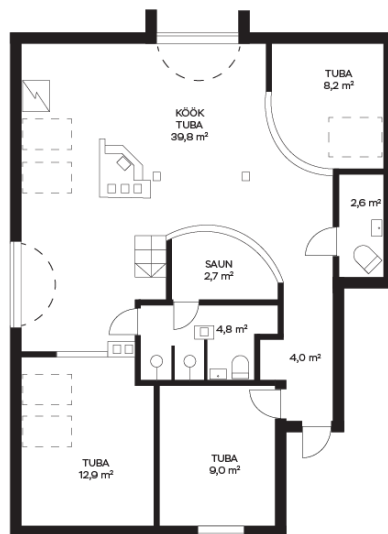 TUBA
8,2 m²
KÖÖK
TUBA
39,8 m²
2,6 m²
SAUN
2,7 m²
4,8 m²
4,0 m²
TUBA
12,9 m²
TUBA
9,0 m²